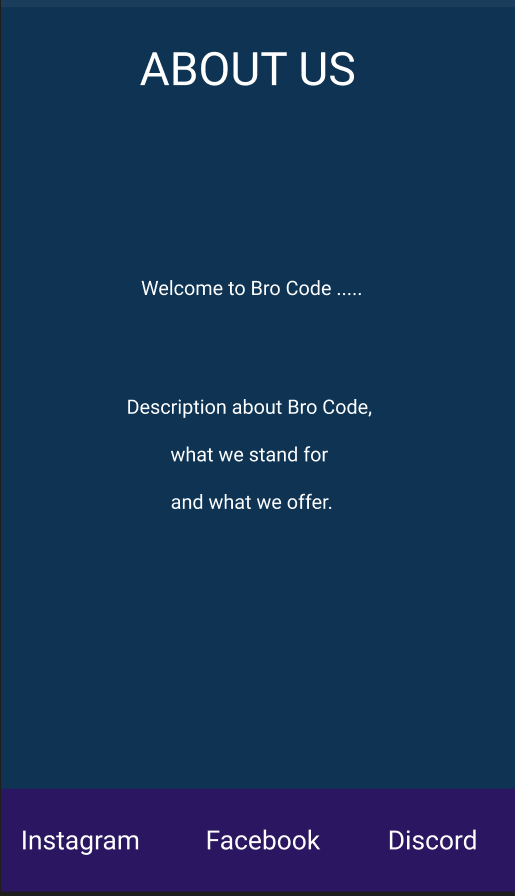 ABOUT US
Welcome to Bro Code .....
Description about Bro Code,
what we stand for
and what we offer.
Instagram Facebook Discord